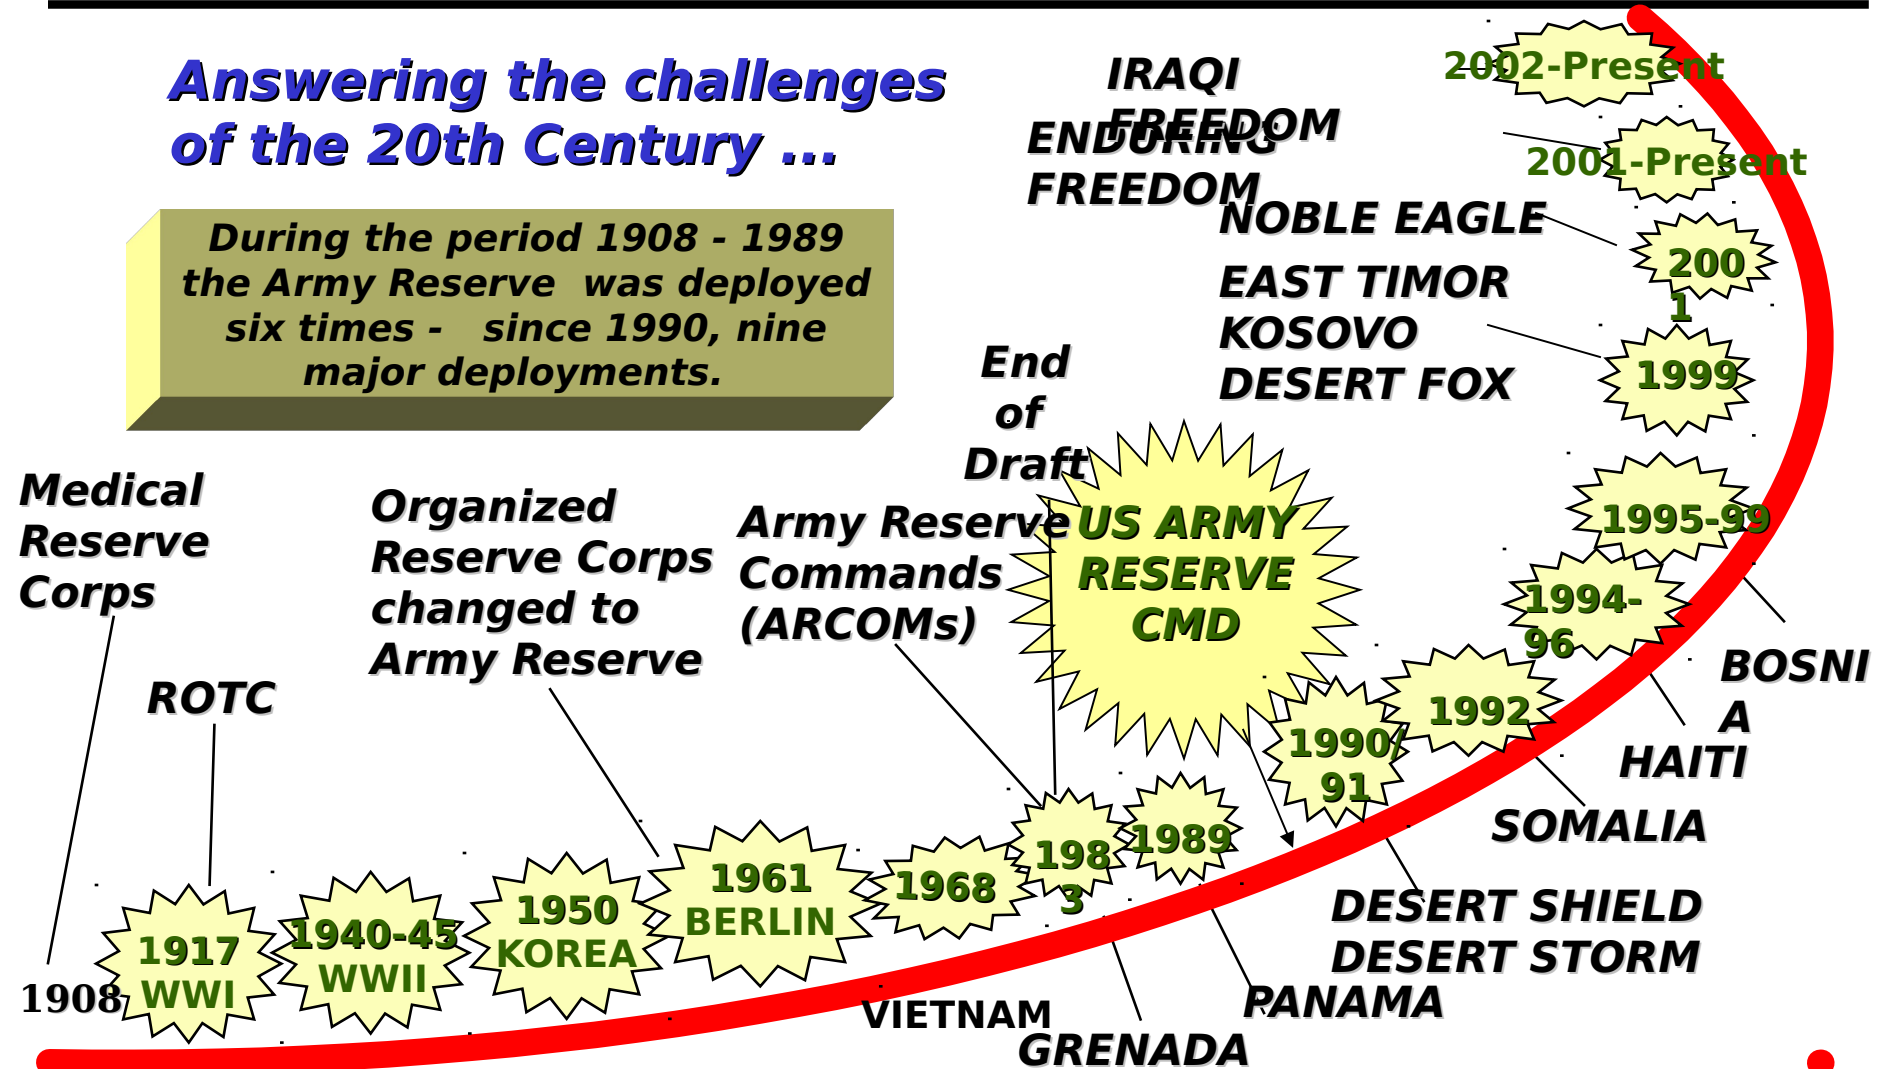 Answering the challenges
of the 20th Century ...
During the period 1908 - 1989
the Army Reserve  was deployed
six times -   since 1990, nine
major deployments.
IRAQI
FREEDOM
ENDURING
FREEDOM
NOBLE EAGLE
EAST TIMOR
KOSOVO
DESERT FOX
2002-Present
2001-Present
200
1
1999
1995-99
1994-
96
1992
1990/
91
End
of
Draft
US ARMY
RESERVE
CMD
Medical
Reserve
Corps
ROTC
Organized
Reserve Corps
changed to
Army Reserve
Army Reserve
Commands
(ARCOMs)
1908
1917
WWI
1940-45
WWII
1950
KOREA
1961
BERLIN
1968
198
3
1989
VIETNAM
GRENADA
PANAMA
DESERT SHIELD
DESERT STORM
SOMALIA
HAITI
BOSNI
A